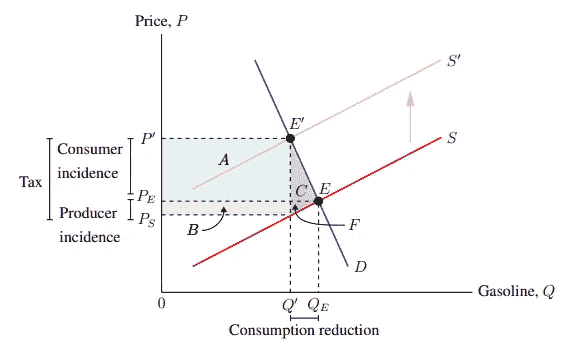 Price, P
S'
E'
P'
S
Consumer
incidence
A
Tax
C
E
P_E
Producer
incidence
P_S
B
F
D
0
Q' Q_E
Gasoline, Q
Consumption reduction